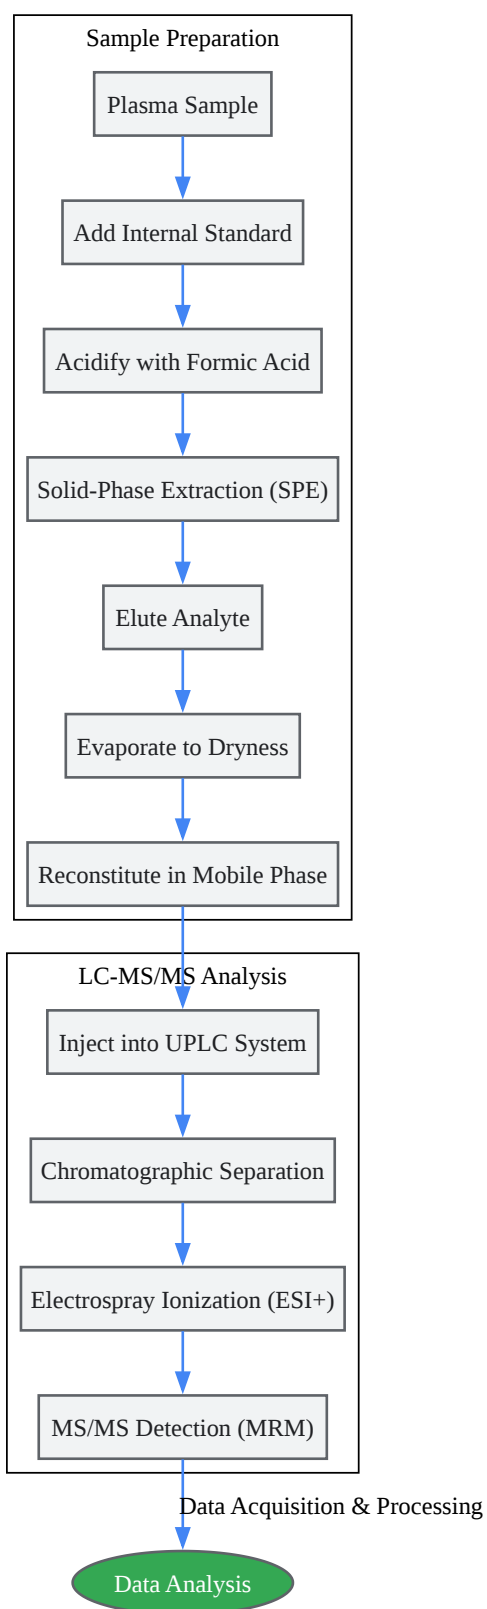 Sample Preparation
Plasma Sample
Add Internal Standard
Acidify with Formic Acid
Solid-Phase Extraction (SPE)
Elute Analyte
Evaporate to Dryness
Reconstitute in Mobile Phase
LC-MS/MS Analysis
Inject into UPLC System
Chromatographic Separation
Electrospray Ionization (ESI+)
MS/MS Detection (MRM)
Data Acquisition & Processing
Data Analysis